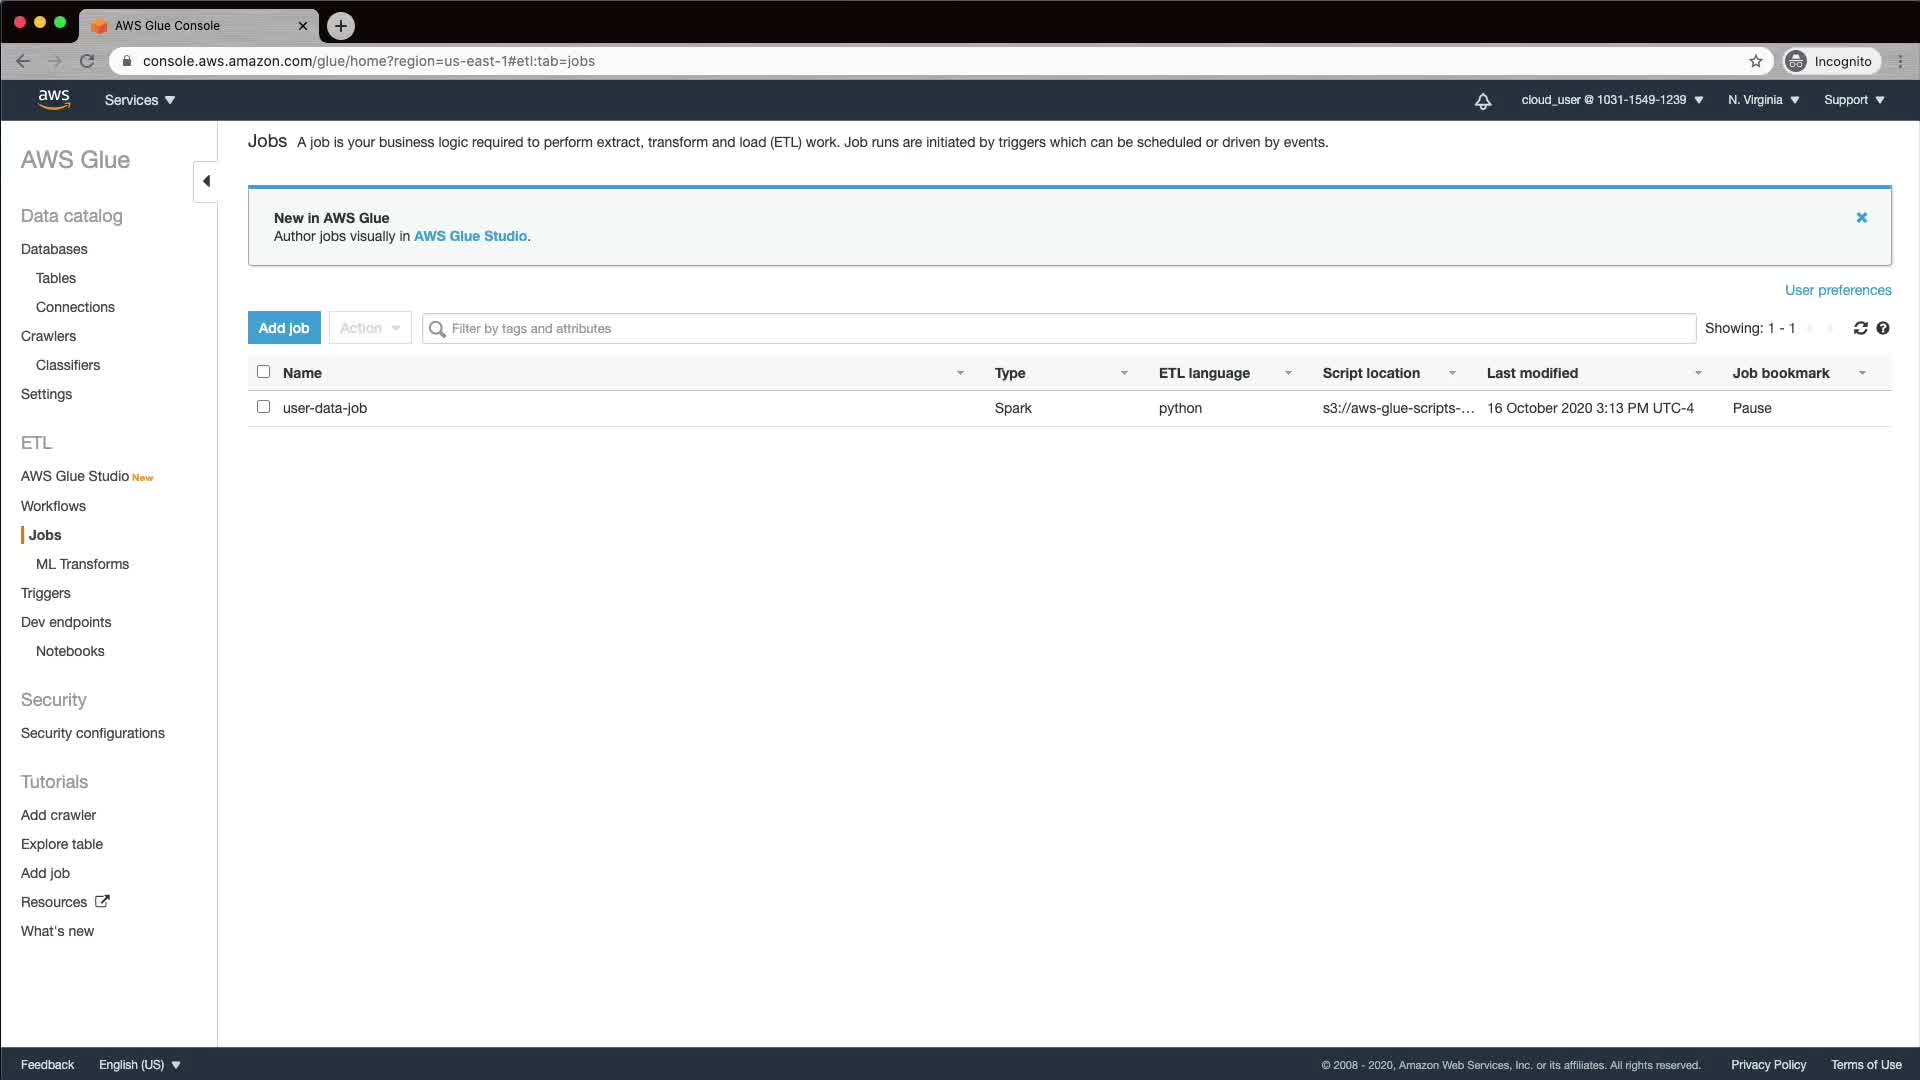 AWS Glue Console
console.aws.amazon.com/glue/home?region=us-east-1#etl:tab=jobs
Incognito
aws
Services
cloud_user @ 1031-1549-1239
N. Virginia
Support
AWS Glue
Data catalog
Databases
Tables
Connections
Crawlers
Classifiers
Settings
ETL
AWS Glue Studio New
Workflows
Jobs
ML Transforms
Triggers
Dev endpoints
Notebooks
Security
Security configurations
Tutorials
Add crawler
Explore table
Add job
Resources
What's new
Jobs A job is your business logic required to perform extract, transform and load (ETL) work. Job runs are initiated by triggers which can be scheduled or driven by events.
New in AWS Glue
Author jobs visually in AWS Glue Studio.
User preferences
Add job
Action
Filter by tags and attributes
Showing: 1 - 1
Name Type ETL language Script location Last modified Job bookmark
user-data-job Spark python s3://aws-glue-scripts-... 16 October 2020 3:13 PM UTC-4 Pause
Feedback
English (US)
© 2008 - 2020, Amazon Web Services, Inc. or its affiliates. All rights reserved.
Privacy Policy
Terms of Use